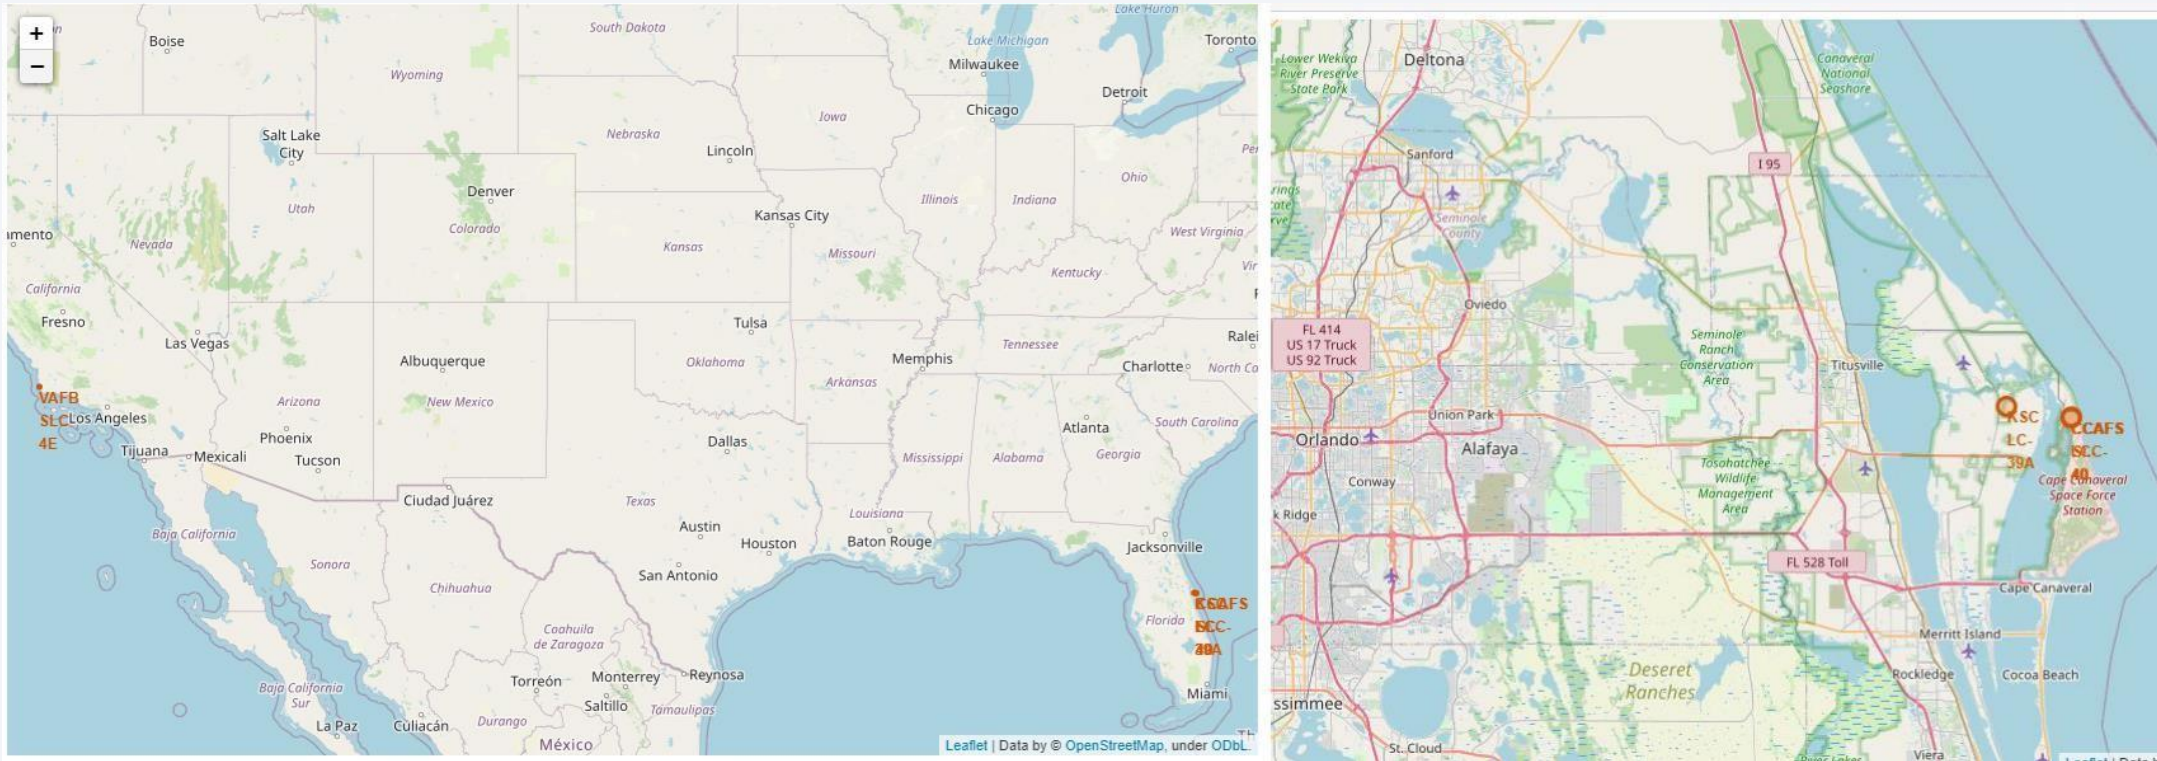 +
−
Boise
South Dakota
Lake Huron
Wyoming
Lake Michigan
Toronto
Milwaukee
Detroit
Chicago
Iowa
Salt Lake
City
Nebraska
Lincoln
Denver
Ohio
Utah
Colorado
Illinois
Indiana
Kansas City
amento
Nevada
Kansas
Missouri
West Virginia
Kentucky
California
Fresno
Las Vegas
Tulsa
Albuquerque
Oklahoma
Memphis
Tennessee
Charlotte
Ralei
North Ca
Arkansas
VAFB
SLC-
4E
Los Angeles
Arizona
New Mexico
Phoenix
Tucson
Tijuana
Mexicali
Dallas
Mississippi
Alabama
Atlanta
Georgia
South Carolina
Ciudad Juárez
Texas
Louisiana
Austin
Houston
Baton Rouge
Jacksonville
Baja California
Sonora
Chihuahua
San Antonio
Florida
Coahuila
de Zaragoza
Baja California
Sur
Torreón
Monterrey
Reynosa
Saltillo
Miami
La Paz
Culiacán
Durango
Tamaulipas
México
Leaflet | Data by © OpenStreetMap, under ODbL.
Lower Wekiva
River Preserve
State Park
Deltona
Canaveral
National
Seashore
Sanford
I 95
Seminole
County
Oviedo
FL 414
US 17 Truck
US 92 Truck
Seminole
Ranch
Conservation
Area
Titusville
Union Park
Orlando
Alafaya
KSC
LC-
39A
CCAFS
SLC-
40
Conway
Tosohatchee
Wildlife
Management
Area
Cape Canaveral
Space Force
Station
k Ridge
FL 528 Toll
Cape Canaveral
Merritt Island
Deseret
Ranches
Rockledge
Cocoa Beach
ssimmee
St. Cloud
Viera